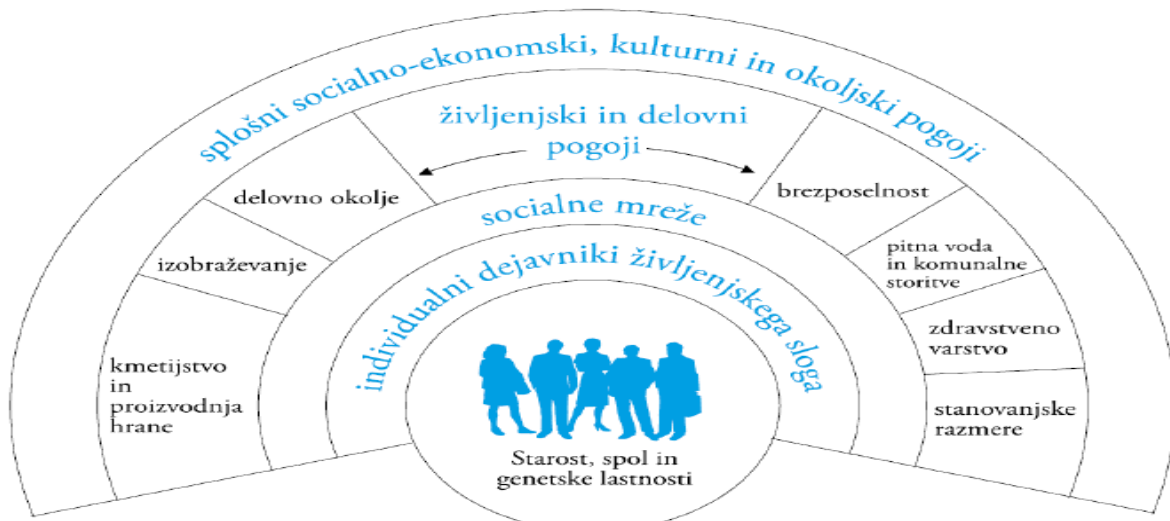 splošni socialno-ekonomski, kulturni in okoljski pogoji
življenjski in delovni
pogoji
delovno okolje
brezposelnost
socialne mreže
izobraževanje
pitna voda
in komunalne
storitve
individualni dejavniki življenjskega sloga
zdravstveno
varstvo
kmetijstvo
in
proizvodnja
hrane
stanovanjske
razmere
Starost, spol in
genetske lastnosti